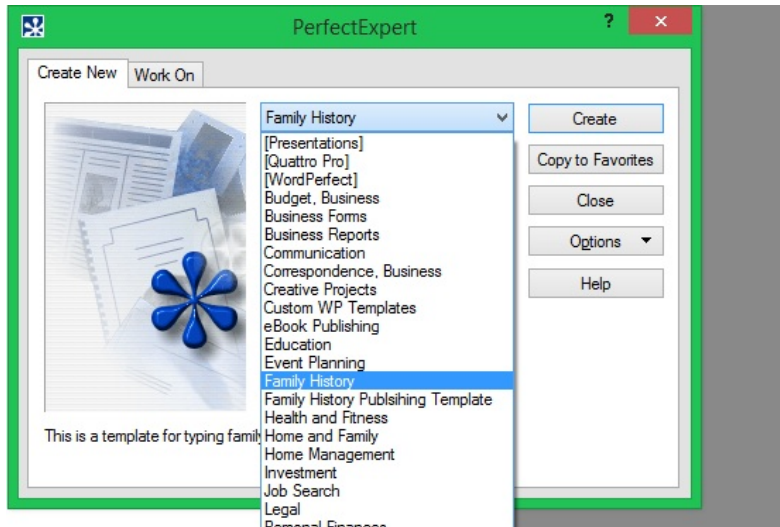 PerfectExpert
?
Create New
Work On
Family History
[Presentations]
[Quattro Pro]
[WordPerfect]
Budget, Business
Business Forms
Business Reports
Communication
Correspondence, Business
Creative Projects
Custom WP Templates
eBook Publishing
Education
Event Planning
Family History
Family History Publsihing Template
Health and Fitness
Home and Family
Home Management
Investment
Job Search
Legal
Personal Finances
This is a template for typing family
Create
Copy to Favorites
Close
Options
Help